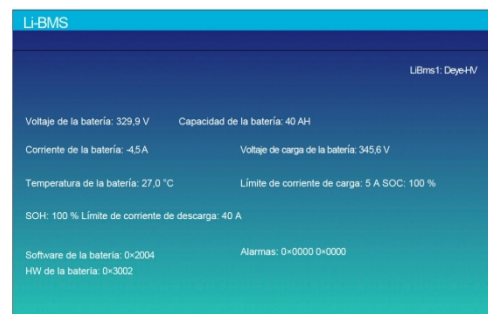 Li-BMS
LiBms1: Deye-HV
Voltaje de la batería: 329,9 V Capacidad de la batería: 40 AH
Corriente de la batería: -4,5 A Voltaje de carga de la batería: 345,6 V
Temperatura de la batería: 27,0 °C Límite de corriente de carga: 5 A SOC: 100 %
SOH: 100 % Límite de corriente de descarga: 40 A
Software de la batería: 0×2004 Alarmas: 0×0000 0×0000
HW de la batería: 0×3002